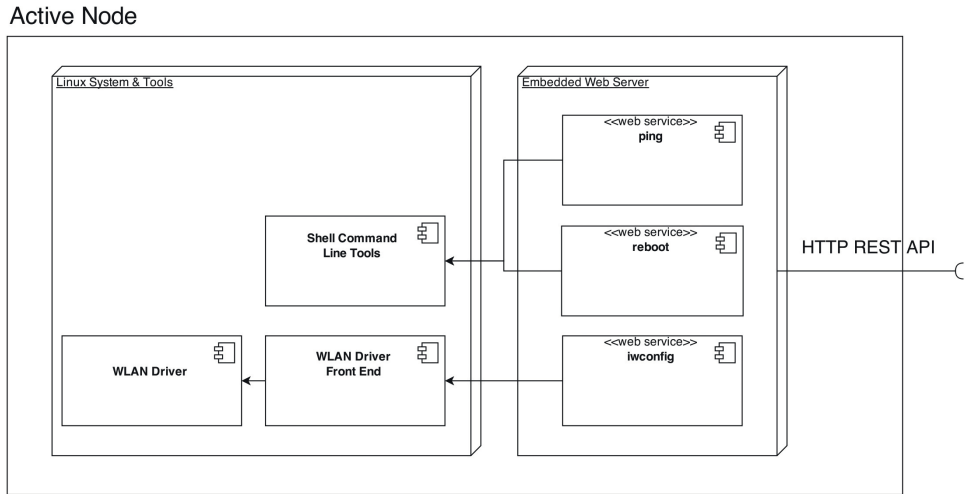 Active Node
Linux System & Tools
Embedded Web Server
<<web service>>
ping
Shell Command
Line Tools
<<web service>>
reboot
HTTP REST API
WLAN Driver
WLAN Driver
Front End
<<web service>>
iwconfig